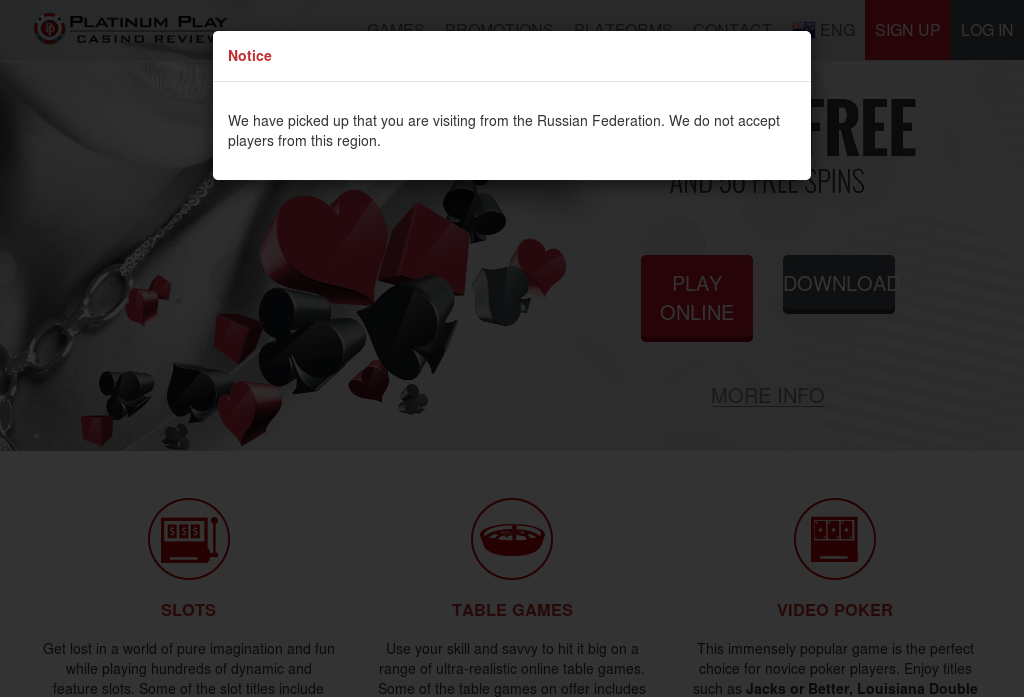 PLATINUM PLAY
CASINO REVIEW
GAMES PROMOTIONS PLATFORMS CONTACT ENG SIGN UP LOG IN
Notice
We have picked up that you are visiting from the Russian Federation. We do not accept
players from this region.
FREE
AND 50 FREE SPINS
PLAY
ONLINE
DOWNLOAD
MORE INFO
SLOTS
Get lost in a world of pure imagination and fun
while playing hundreds of dynamic and
feature slots. Some of the slot titles include
TABLE GAMES
Use your skill and savvy to hit it big on a
range of ultra-realistic online table games.
Some of the table games on offer includes
VIDEO POKER
This immensely popular game is the perfect
choice for novice poker players. Enjoy titles
such as Jacks or Better, Louisiana Double